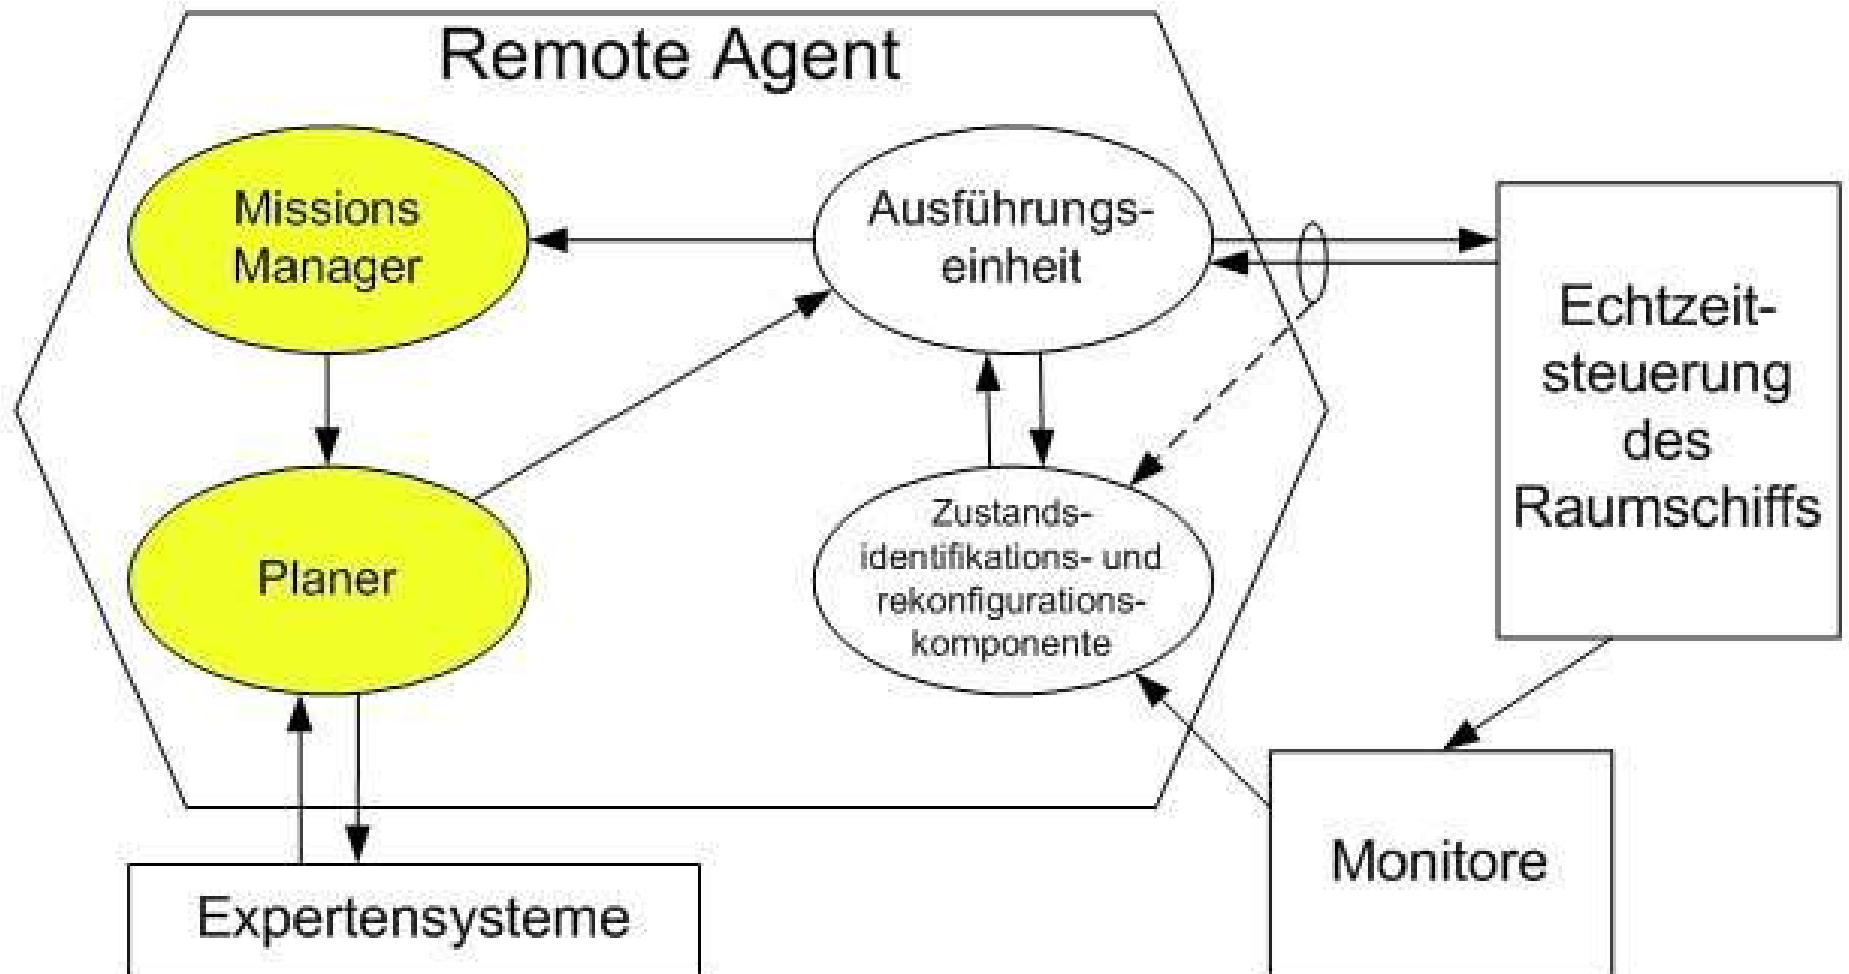 Remote Agent
Missions
Manager
Ausführungs-
einheit
Echtzeit-
steuerung
des
Raumschiffs
Planer
Zustands-
identifikations- und
rekonfigurations-
komponente
Monitore
Expertensysteme